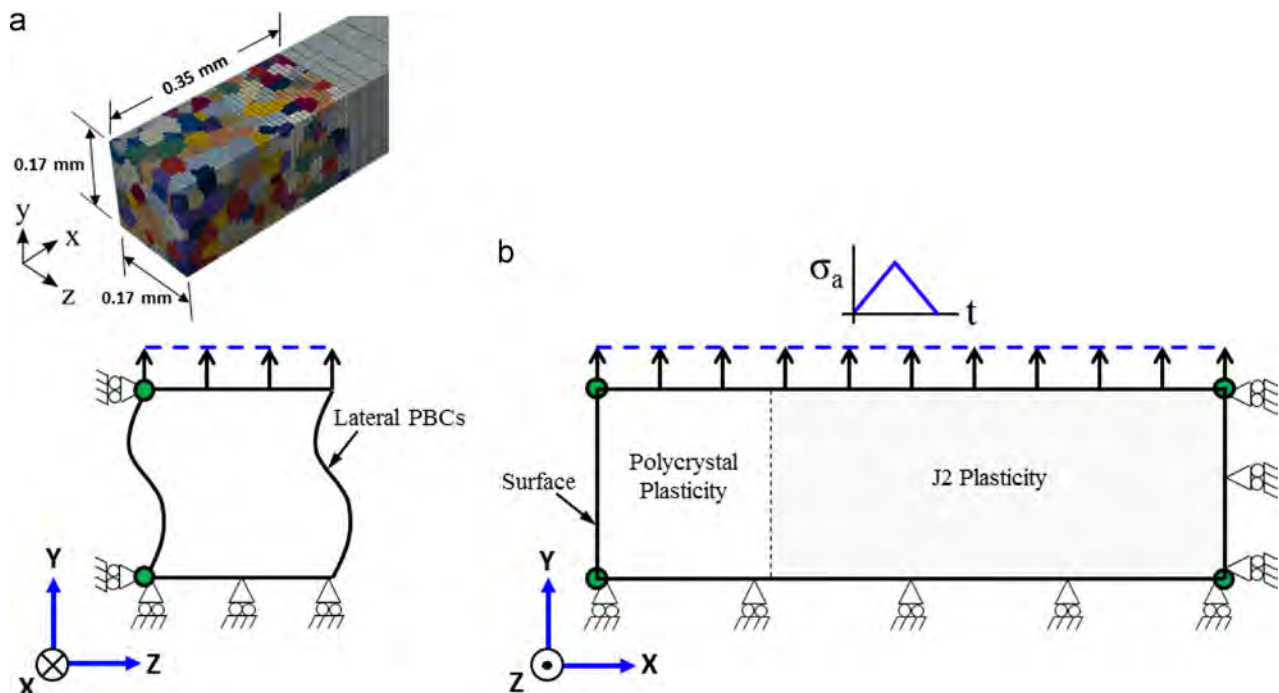 a
0.35 mm
0.17 mm
y
x
z
0.17 mm
Lateral PBCs
Y
X
Z
b
σa
t
Surface
Polycrystal
Plasticity
J2 Plasticity
Y
Z
X